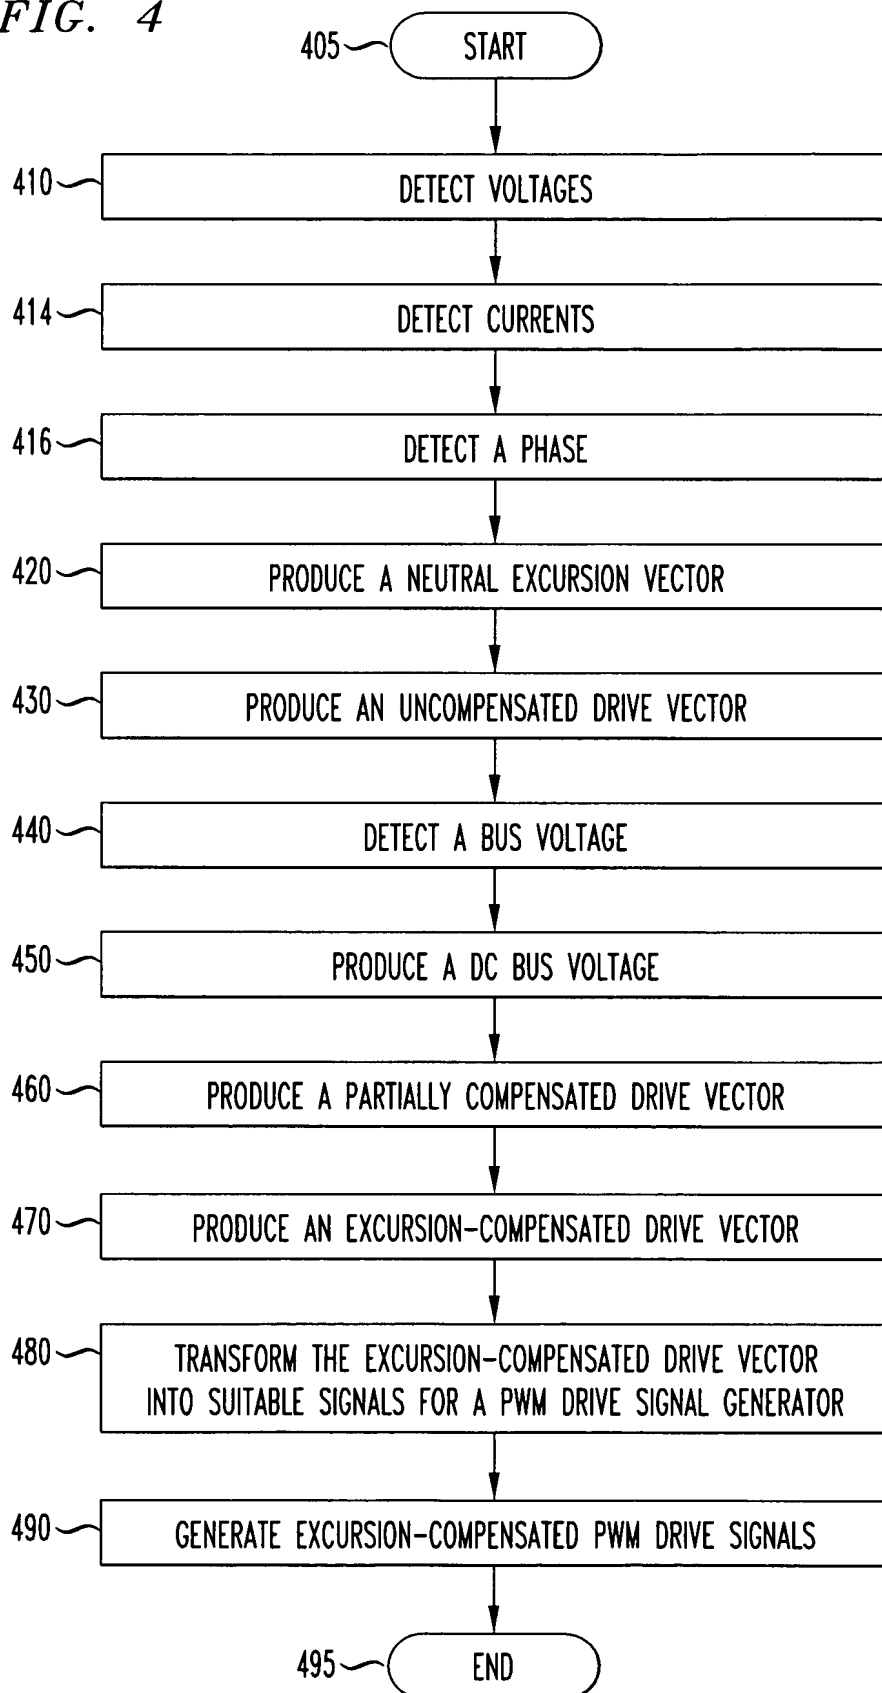 FIG. 4
405 START
410 DETECT VOLTAGES
414 DETECT CURRENTS
416 DETECT A PHASE
420 PRODUCE A NEUTRAL EXCURSION VECTOR
430 PRODUCE AN UNCOMPENSATED DRIVE VECTOR
440 DETECT A BUS VOLTAGE
450 PRODUCE A DC BUS VOLTAGE
460 PRODUCE A PARTIALLY COMPENSATED DRIVE VECTOR
470 PRODUCE AN EXCURSION-COMPENSATED DRIVE VECTOR
480 TRANSFORM THE EXCURSION-COMPENSATED DRIVE VECTOR
INTO SUITABLE SIGNALS FOR A PWM DRIVE SIGNAL GENERATOR
490 GENERATE EXCURSION-COMPENSATED PWM DRIVE SIGNALS
495 END